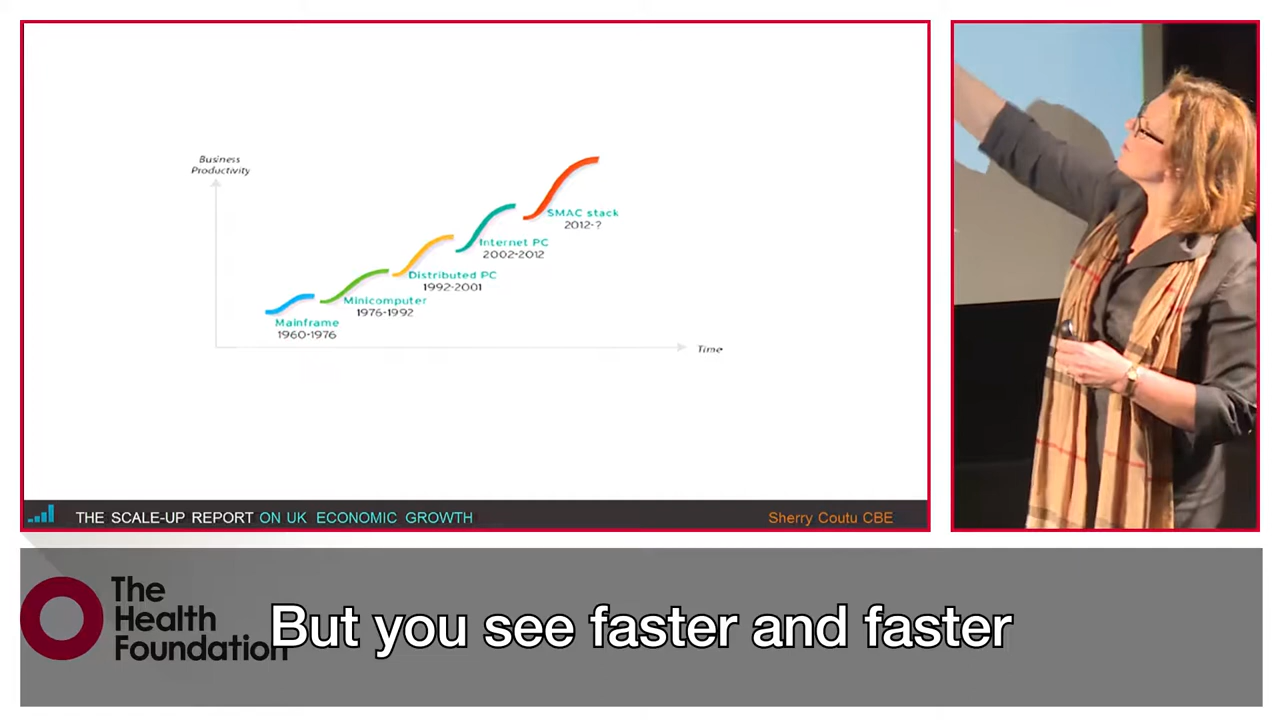 Business
Productivity
SMAC stack
2012-?
Internet PC
2002-2012
Distributed PC
1992-2001
Minicomputer
1976-1992
Mainframe
1960-1976
Time
THE SCALE-UP REPORT ON UK ECONOMIC GROWTH
Sherry Coutu CBE
The
Health
Foundation
But you see faster and faster